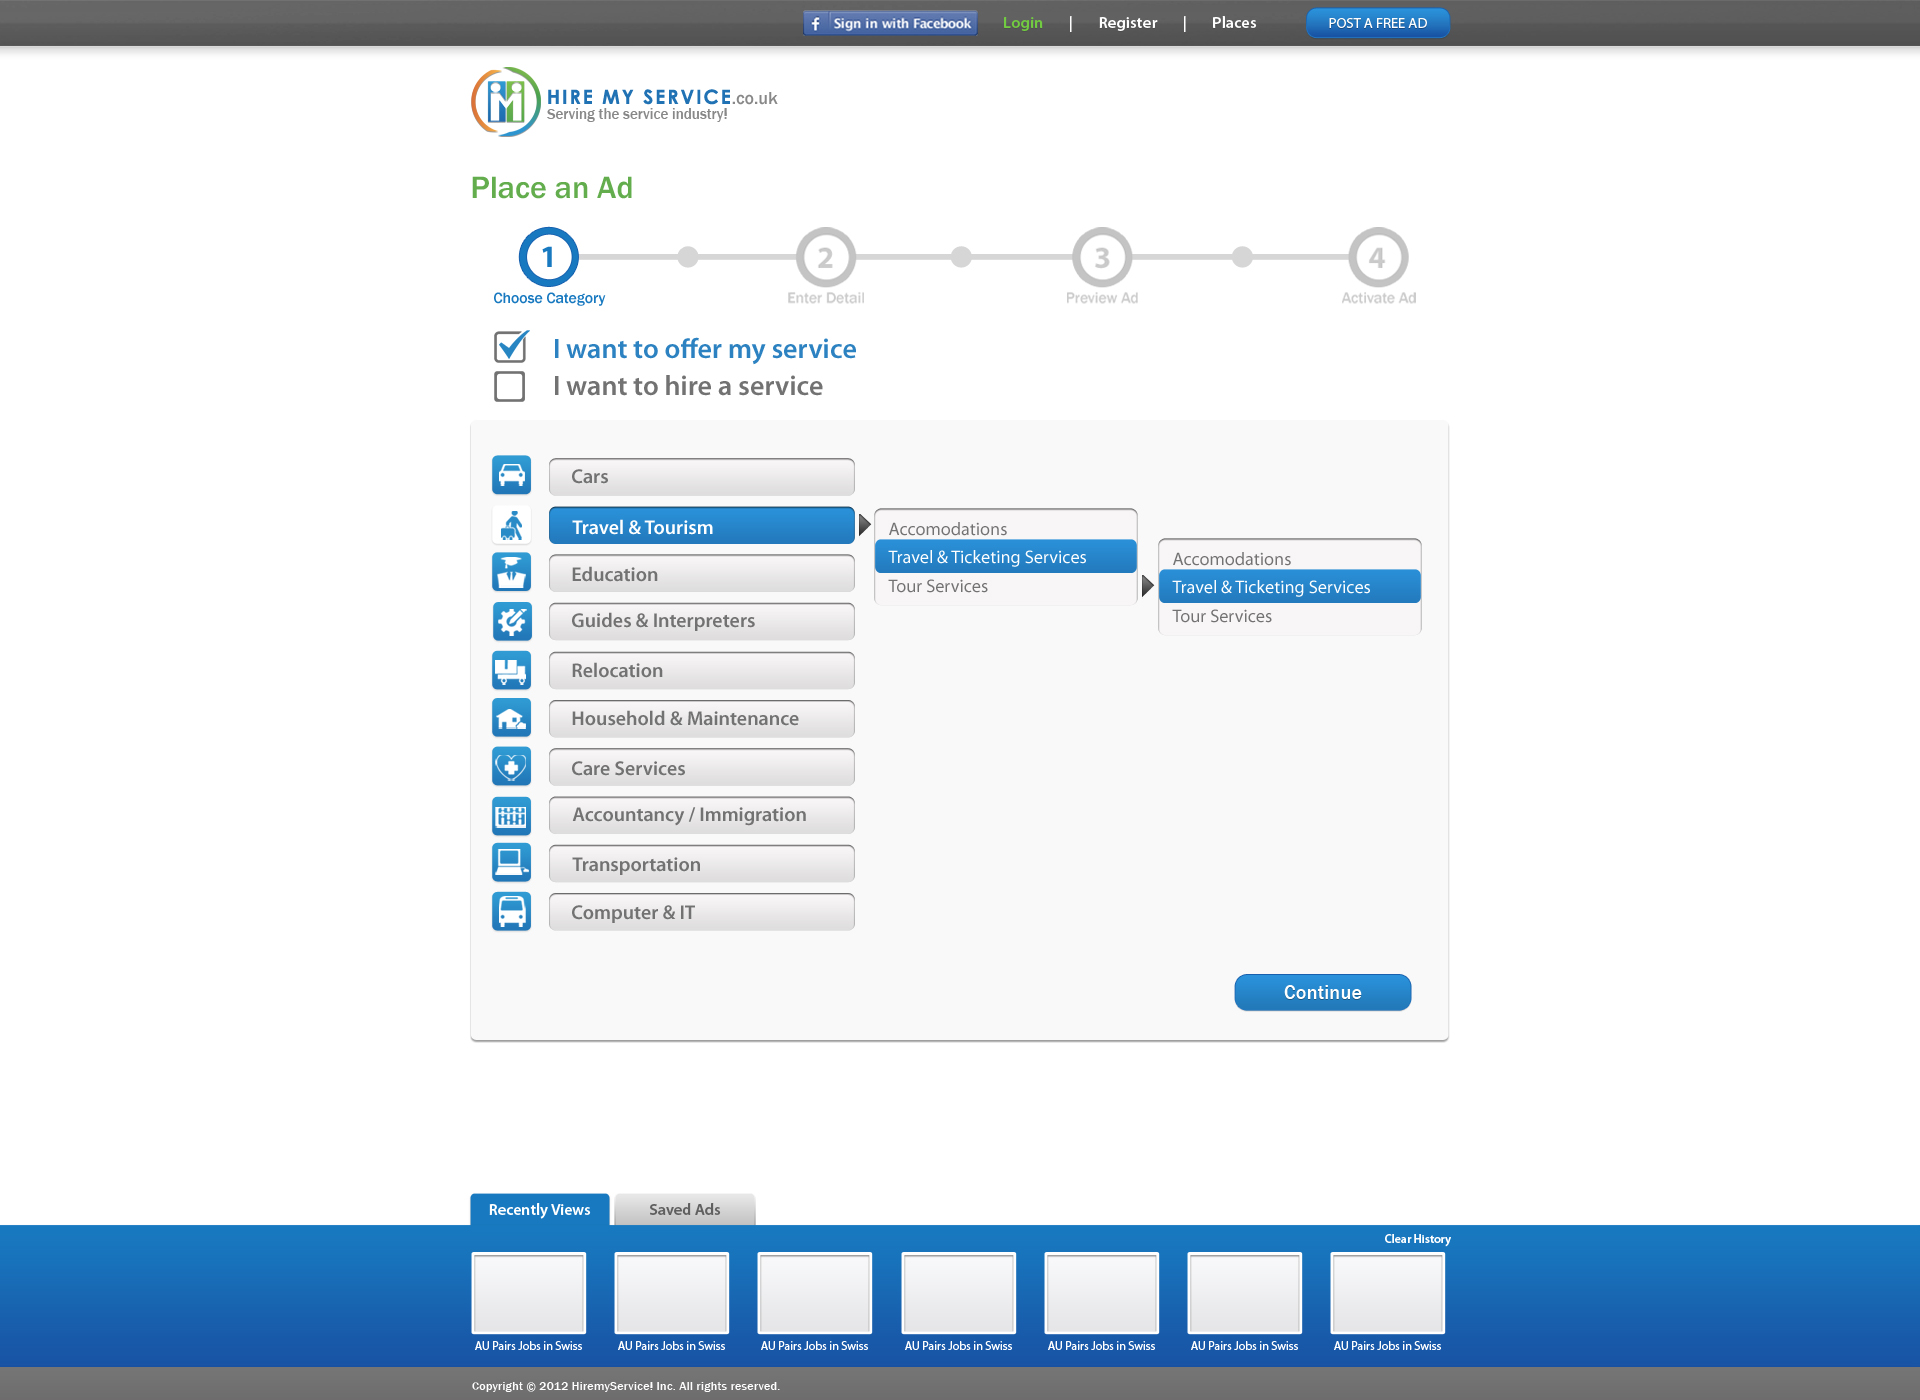 Sign in with Facebook Login | Register | Places POST A FREE AD
HIRE MY SERVICE.co.uk
Serving the service industry!
Place an Ad
1 2 3 4
Choose Category Enter Detail Preview Ad Activate Ad
I want to offer my service
I want to hire a service
Cars
Travel & Tourism
Education
Guides & Interpreters
Relocation
Household & Maintenance
Care Services
Accountancy / Immigration
Transportation
Computer & IT
Accomodations
Travel & Ticketing Services
Tour Services
Accomodations
Travel & Ticketing Services
Tour Services
Continue
Recently Views Saved Ads
Clear History
AU Pairs Jobs in Swiss AU Pairs Jobs in Swiss AU Pairs Jobs in Swiss AU Pairs Jobs in Swiss AU Pairs Jobs in Swiss AU Pairs Jobs in Swiss AU Pairs Jobs in Swiss
Copyright © 2012 HiremyService! Inc. All rights reserved.